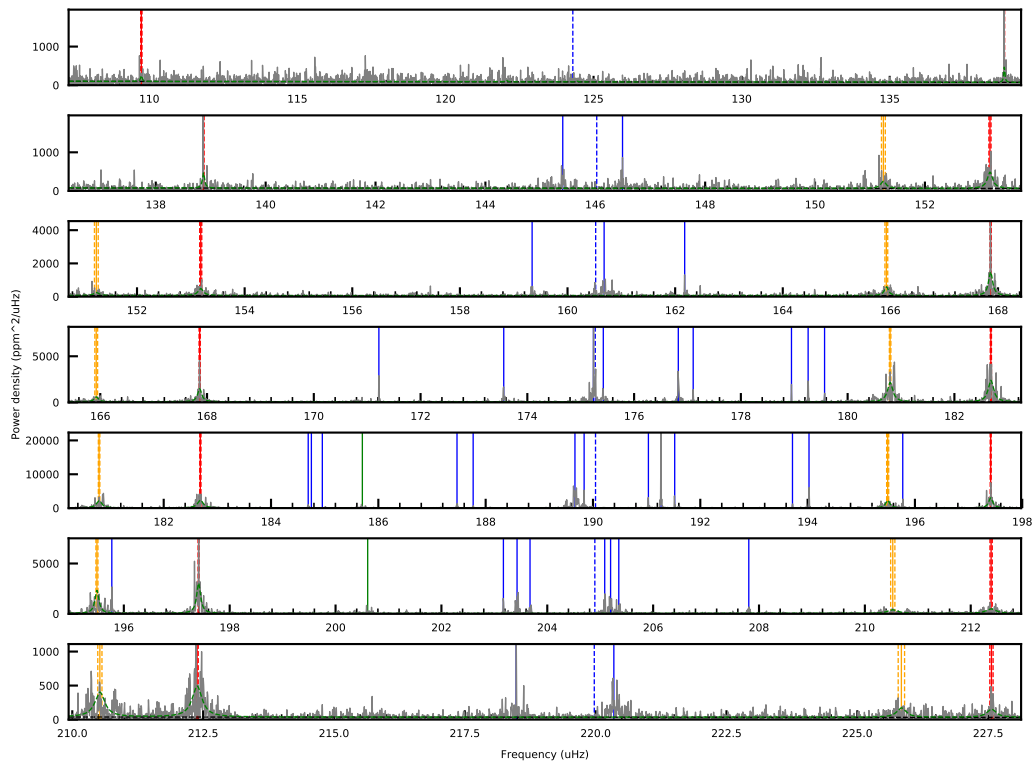 1000
0
110 115 120 125 130 135
1000
0
138 140 142 144 146 148 150 152
4000
2000
0
152 154 156 158 160 162 164 166 168
5000
0
166 168 170 172 174 176 178 180 182
Power density (ppm^2/uHz)
20000
10000
0
182 184 186 188 190 192 194 196 198
5000
0
196 198 200 202 204 206 208 210 212
1000
500
0
210.0 212.5 215.0 217.5 220.0 222.5 225.0 227.5
Frequency (uHz)